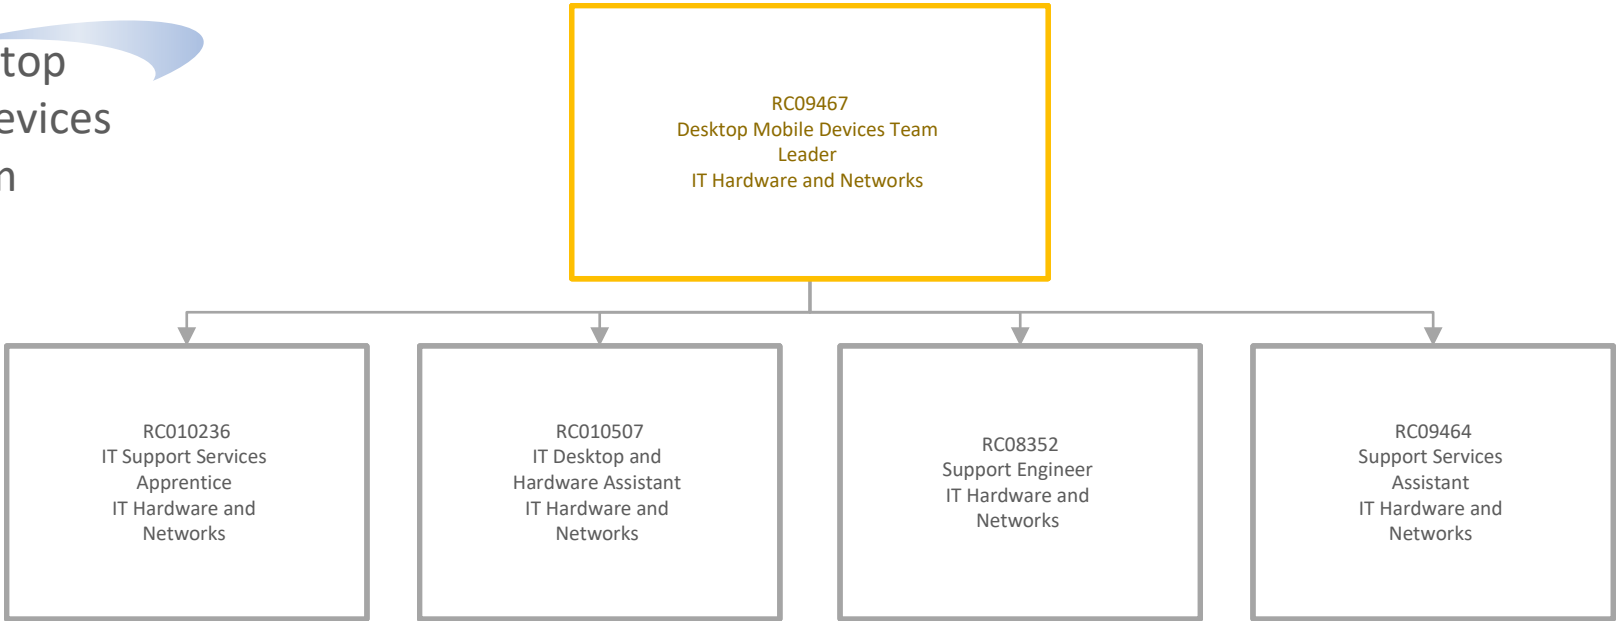 top
evices
RC09467
Desktop Mobile Devices Team
Leader
IT Hardware and Networks
RC010236
IT Support Services
Apprentice
IT Hardware and
Networks
RC010507
IT Desktop and
Hardware Assistant
IT Hardware and
Networks
RC08352
Support Engineer
IT Hardware and
Networks
RC09464
Support Services
Assistant
IT Hardware and
Networks